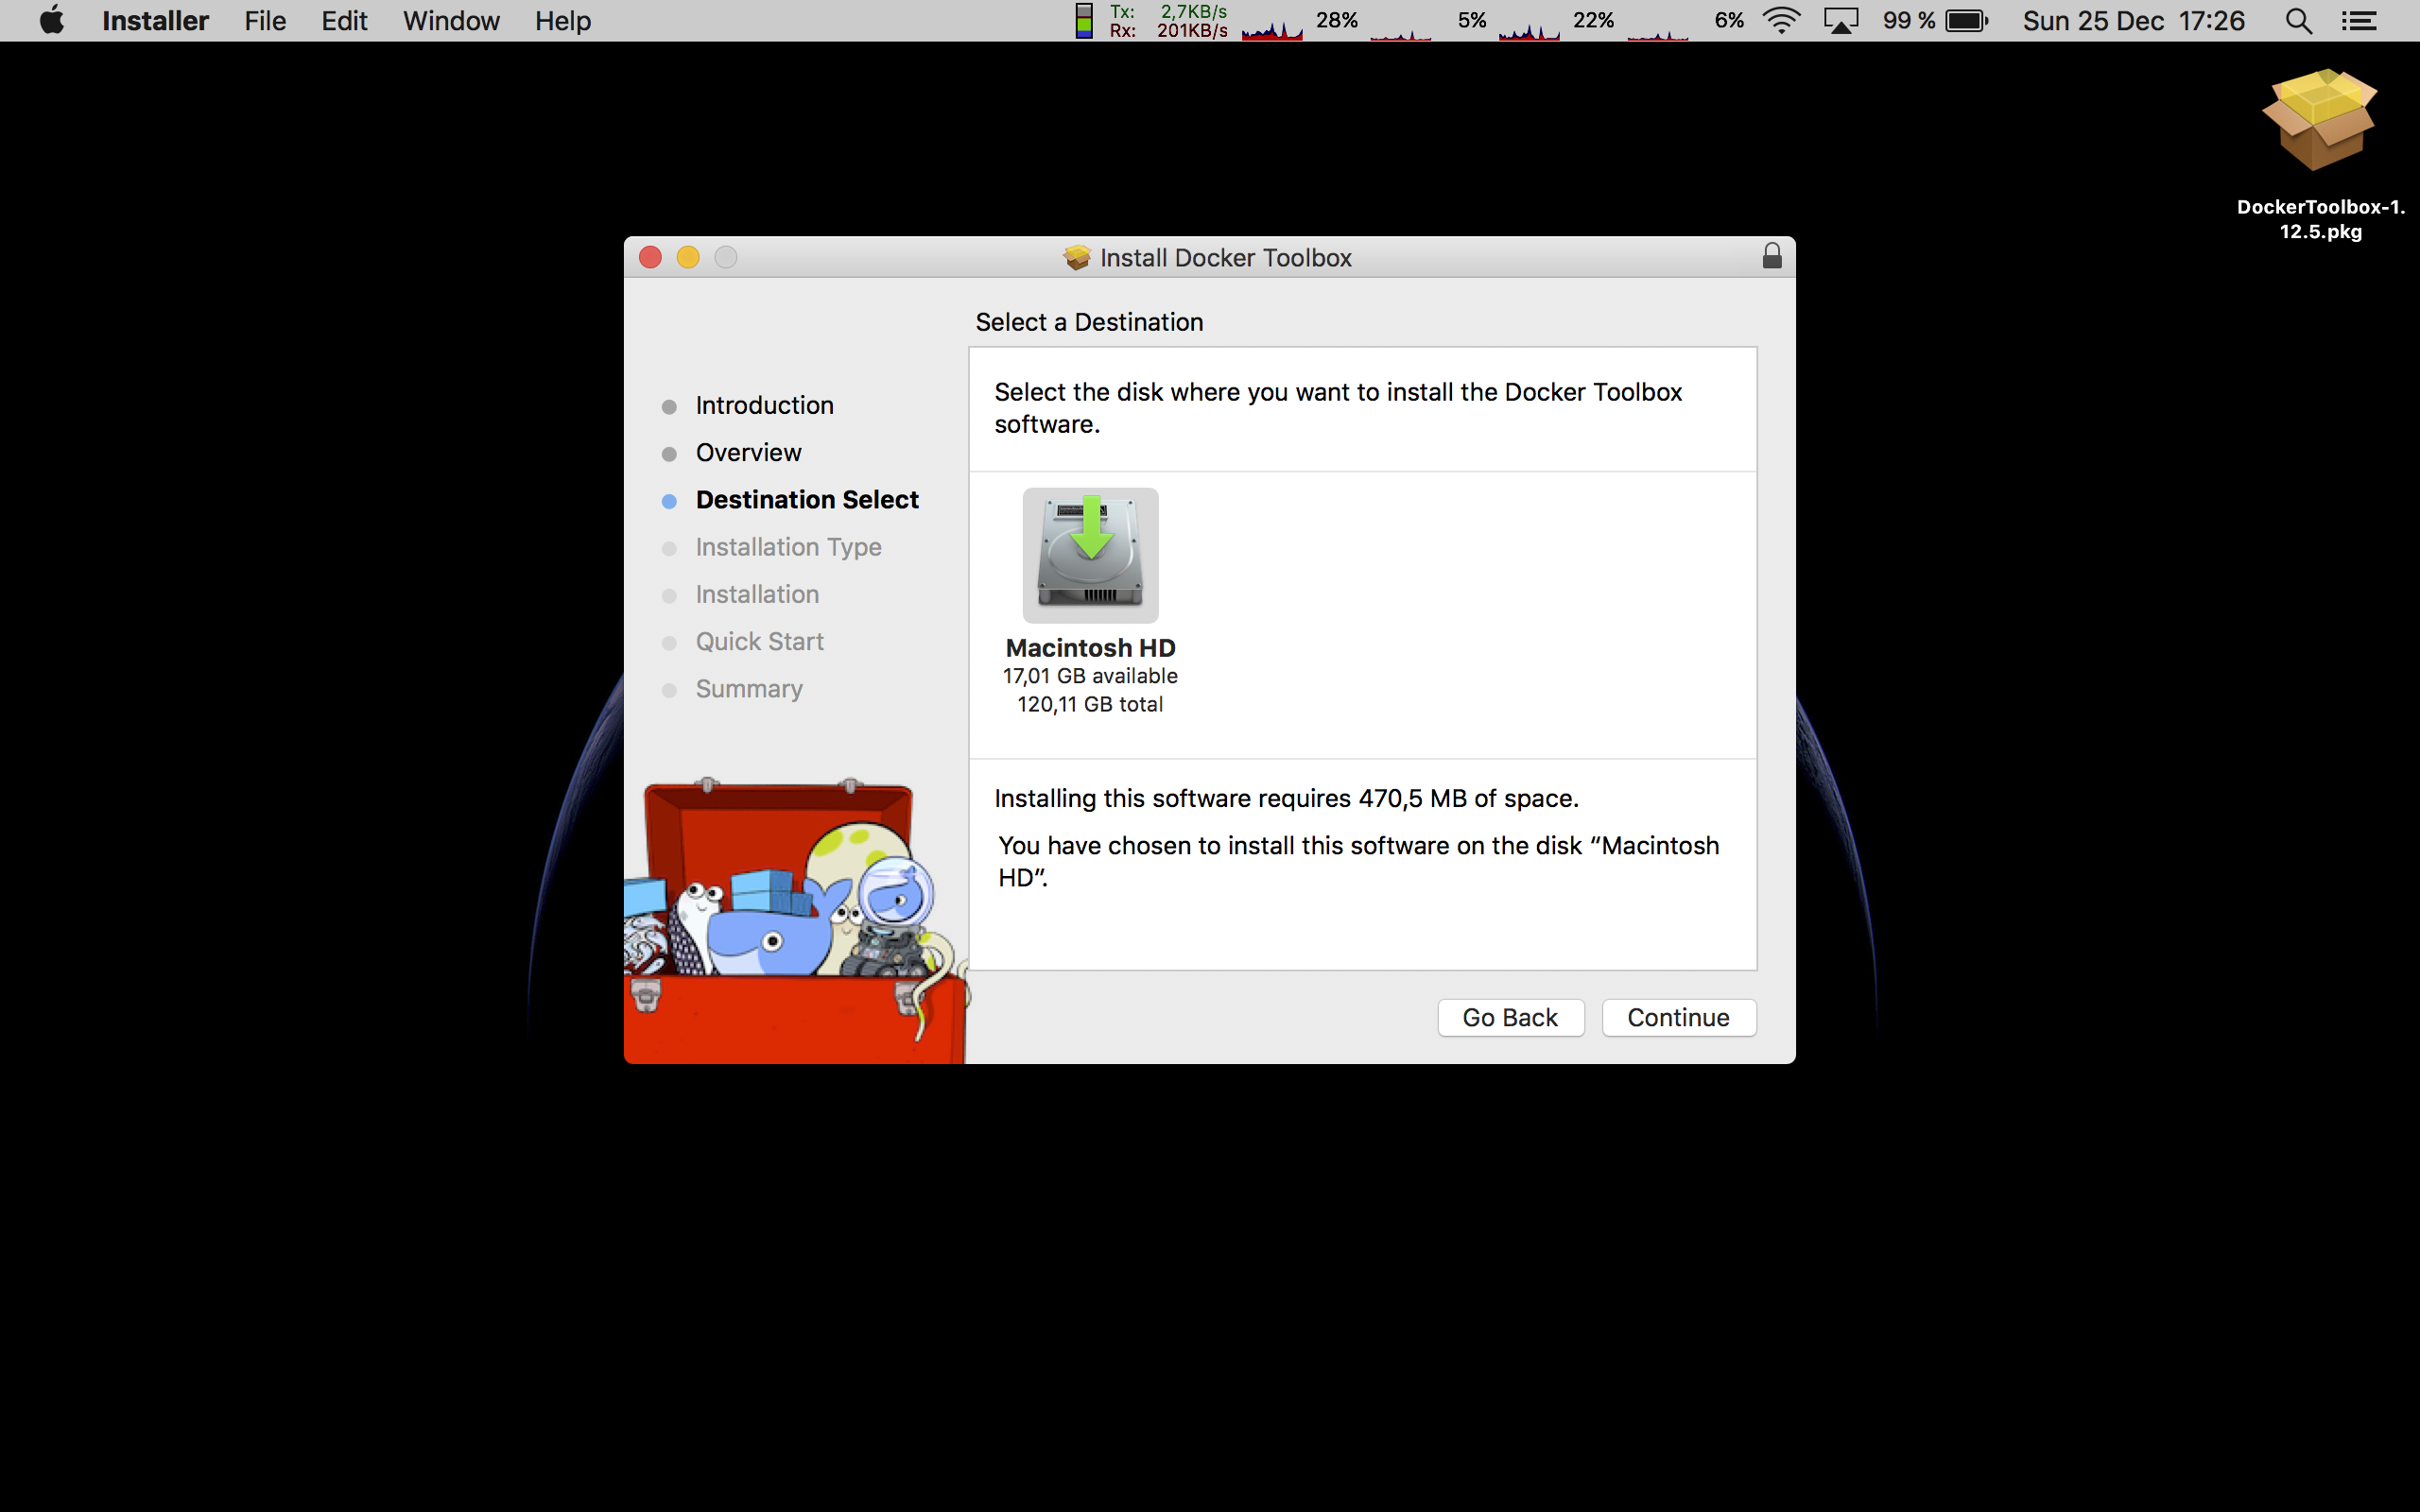 Installer File Edit Window Help Tx: 2,7KB/s 28% 5% 22% 6% 99 % Sun 25 Dec 17:26
Rx: 201KB/s
DockerToolbox-1.
12.5.pkg
Install Docker Toolbox
Select a Destination
Introduction
Overview
Destination Select
Installation Type
Installation
Quick Start
Summary
Select the disk where you want to install the Docker Toolbox
software.
Macintosh HD
17,01 GB available
120,11 GB total
Installing this software requires 470,5 MB of space.
You have chosen to install this software on the disk “Macintosh
HD”.
Go Back Continue